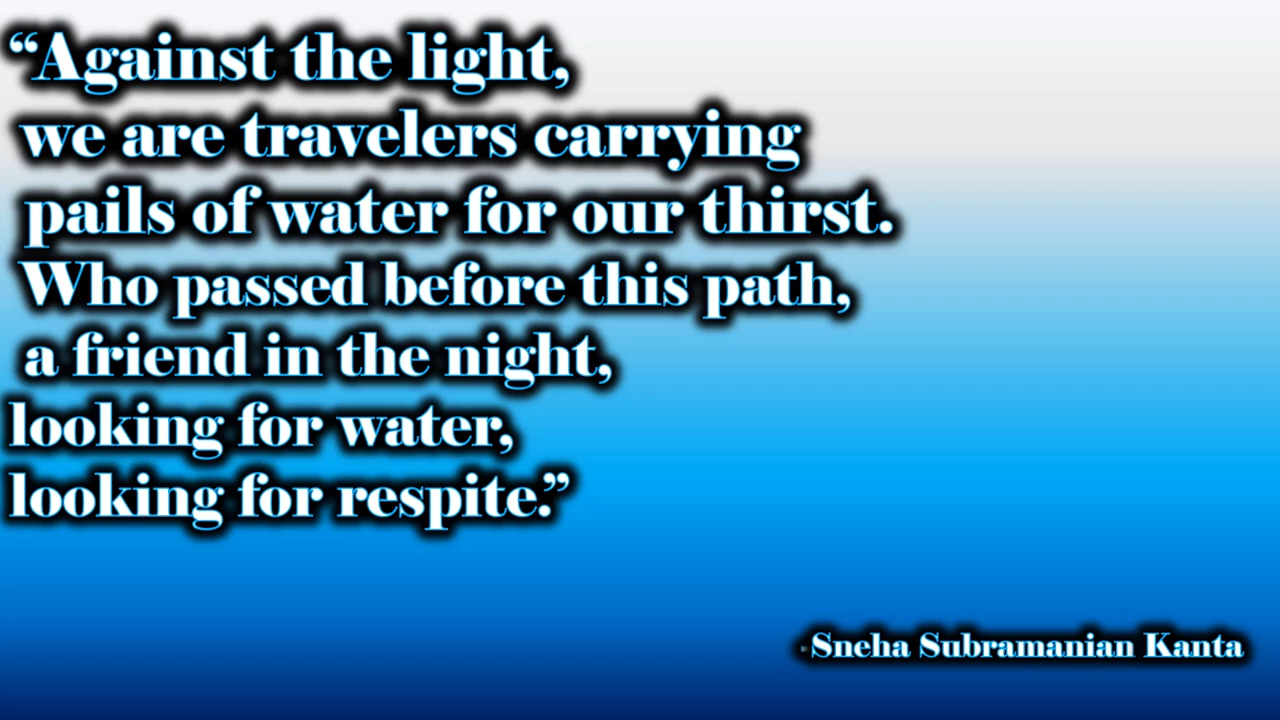 “Against the light,
we are travelers carrying
pails of water for our thirst.
Who passed before this path,
a friend in the night,
looking for water,
looking for respite.”
-Sneha Subramanian Kanta